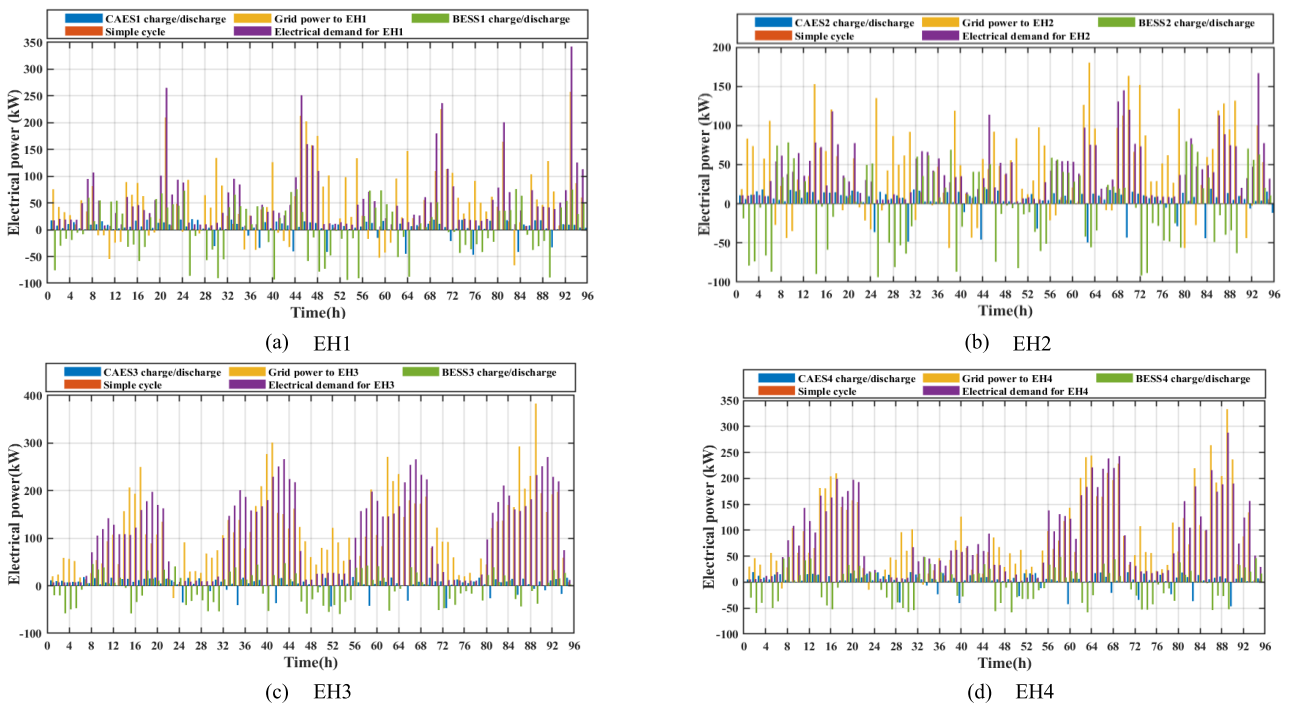 CAES1 charge/discharge Grid power to EH1 BESS1 charge/discharge
Simple cycle Electrical demand for EH1
350
300
250
200
150
100
50
0
-50
-100
Electrical power (kW)
0 4 8 12 16 20 24 28 32 36 40 44 48 52 56 60 64 68 72 76 80 84 88 92 96
Time(h)
(a) EH1
CAES2 charge/discharge Grid power to EH2 BESS2 charge/discharge
Simple cycle Electrical demand for EH2
200
150
100
50
0
-50
-100
Electrical power (kW)
0 4 8 12 16 20 24 28 32 36 40 44 48 52 56 60 64 68 72 76 80 84 88 92 96
Time(h)
(b) EH2
CAES3 charge/discharge Grid power to EH3 BESS3 charge/discharge
Simple cycle Electrical demand for EH3
400
300
200
100
0
-100
Electrical power(kW)
0 4 8 12 16 20 24 28 32 36 40 44 48 52 56 60 64 68 72 76 80 84 88 92 96
Time(h)
(c) EH3
CAES4 charge/discharge Grid power to EH4 BESS4 charge/discharge
Simple cycle Electrical demand for EH4
350
300
250
200
150
100
50
0
-50
-100
Electrical power (kW)
0 4 8 12 16 20 24 28 32 36 40 44 48 52 56 60 64 68 72 76 80 84 88 92 96
Time(h)
(d) EH4